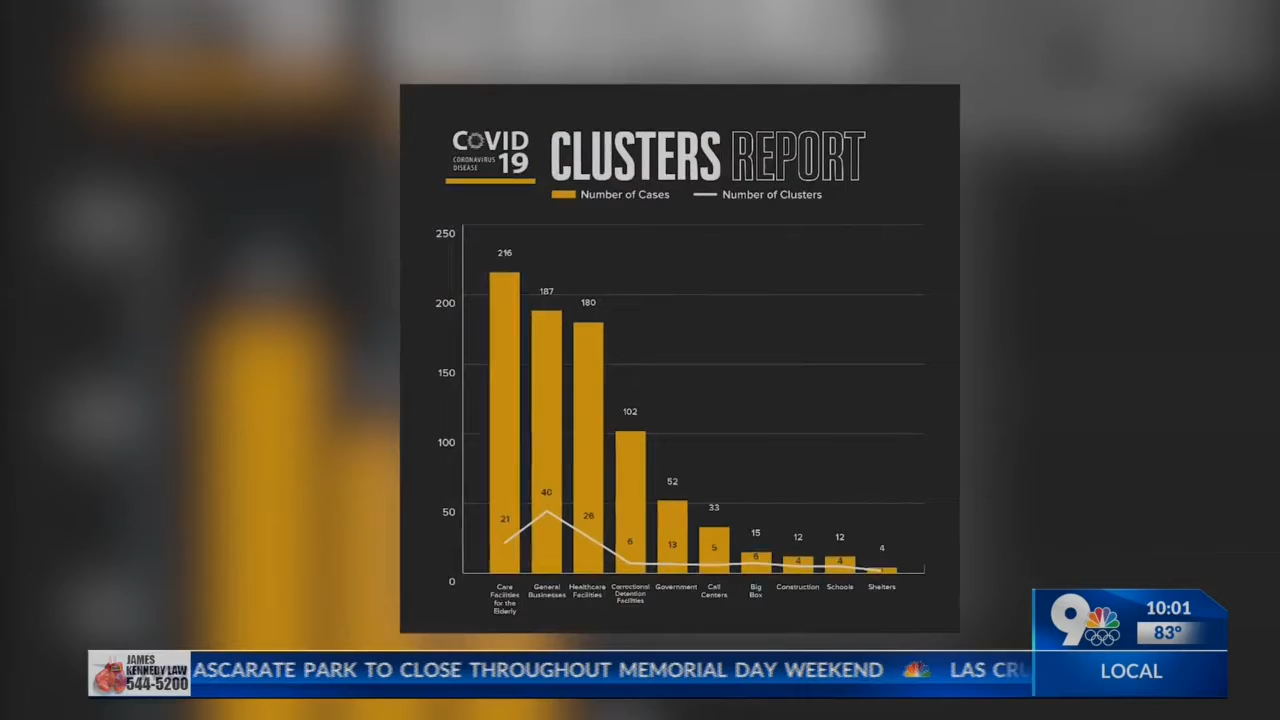 COVID
CORONAVIRUS
DISEASE
19
CLUSTERS REPORT
Number of Cases
Number of Clusters
250
200
150
100
50
0
216
187
180
102
52
33
15
12
12
4
21
40
26
6
13
5
6
4
4
Care
Facilities
for the
Elderly
General
Businesses
Healthcare
Facilities
Correctional
Detention
Facilities
Government
Call
Centers
Big
Box
Construction
Schools
Shelters
9
10:01
83°
LOCAL
JAMES
KENNEDY LAW
544-5200
ASCARATE PARK TO CLOSE THROUGHOUT MEMORIAL DAY WEEKEND
LAS CRU